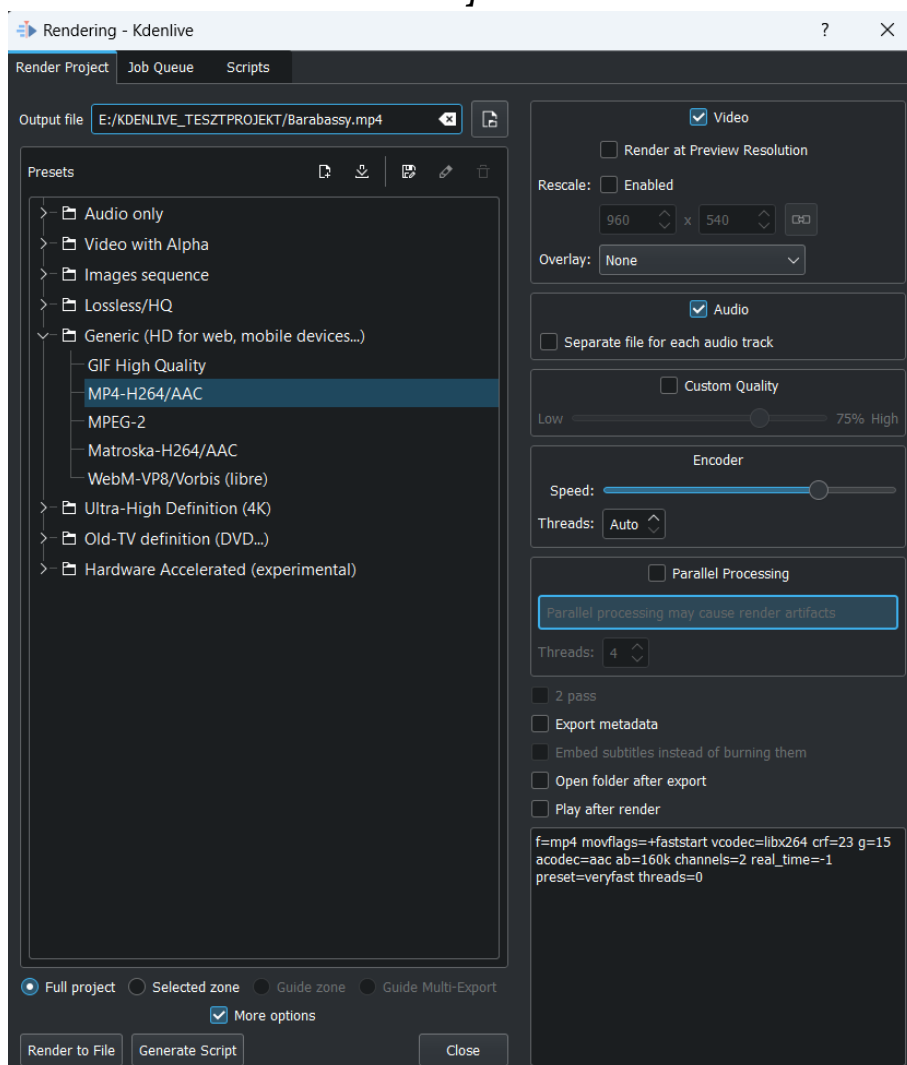 Rendering - Kdenlive
?
Render Project
Job Queue
Scripts
Output file
E:/KDENLIVE_TESZTPROJEKT/Barabassy.mp4
Presets
Audio only
Video with Alpha
Images sequence
Lossless/HQ
Generic (HD for web, mobile devices...)
GIF High Quality
MP4-H264/AAC
MPEG-2
Matroska-H264/AAC
WebM-VP8/Vorbis (libre)
Ultra-High Definition (4K)
Old-TV definition (DVD...)
Hardware Accelerated (experimental)
Full project
Selected zone
Guide zone
Guide Multi-Export
More options
Render to File
Generate Script
Close
Video
Render at Preview Resolution
Rescale:
Enabled
960 x 540
Overlay:
None
Audio
Separate file for each audio track
Custom Quality
Low
75% High
Encoder
Speed:
Threads:
Auto
Parallel Processing
Parallel processing may cause render artifacts
Threads:
4
2 pass
Export metadata
Embed subtitles instead of burning them
Open folder after export
Play after render
f=mp4 movflags=+faststart vcodec=libx264 crf=23 g=15
acodec=aac ab=160k channels=2 real_time=-1
preset=veryfast threads=0